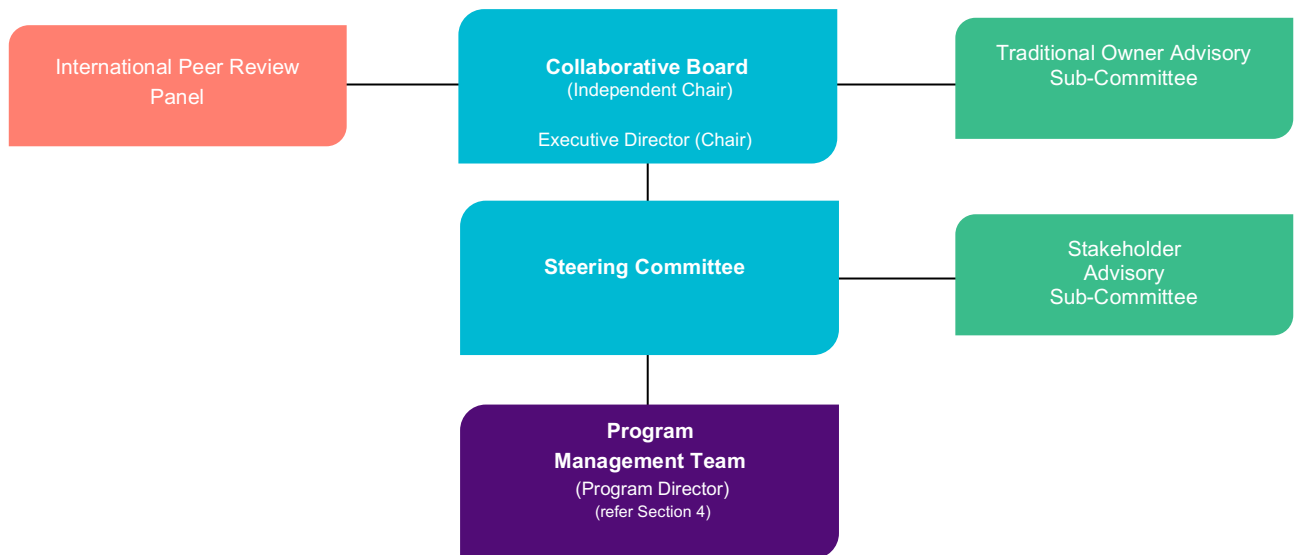 International Peer Review
Panel
Collaborative Board
(Independent Chair)
Executive Director (Chair)
Traditional Owner Advisory
Sub-Committee
Steering Committee
Stakeholder
Advisory
Sub-Committee
Program
Management Team
(Program Director)
(refer Section 4)